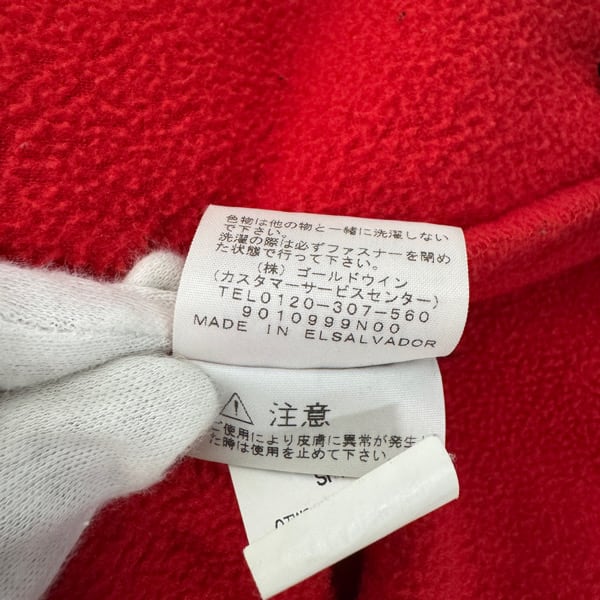 色物は他の物と一緒に洗濯しない
で下さい。
洗濯の際は必ずファスナーを閉め
た状態で行って下さい。
(株) ゴールドウィン
(カスタマーサービスセンター)
TEL0120-307-560
9010999N00
MADE IN ELSALVADOR
注意
ご使用により皮膚に異常が発生し
た時は使用を止めて下さい。